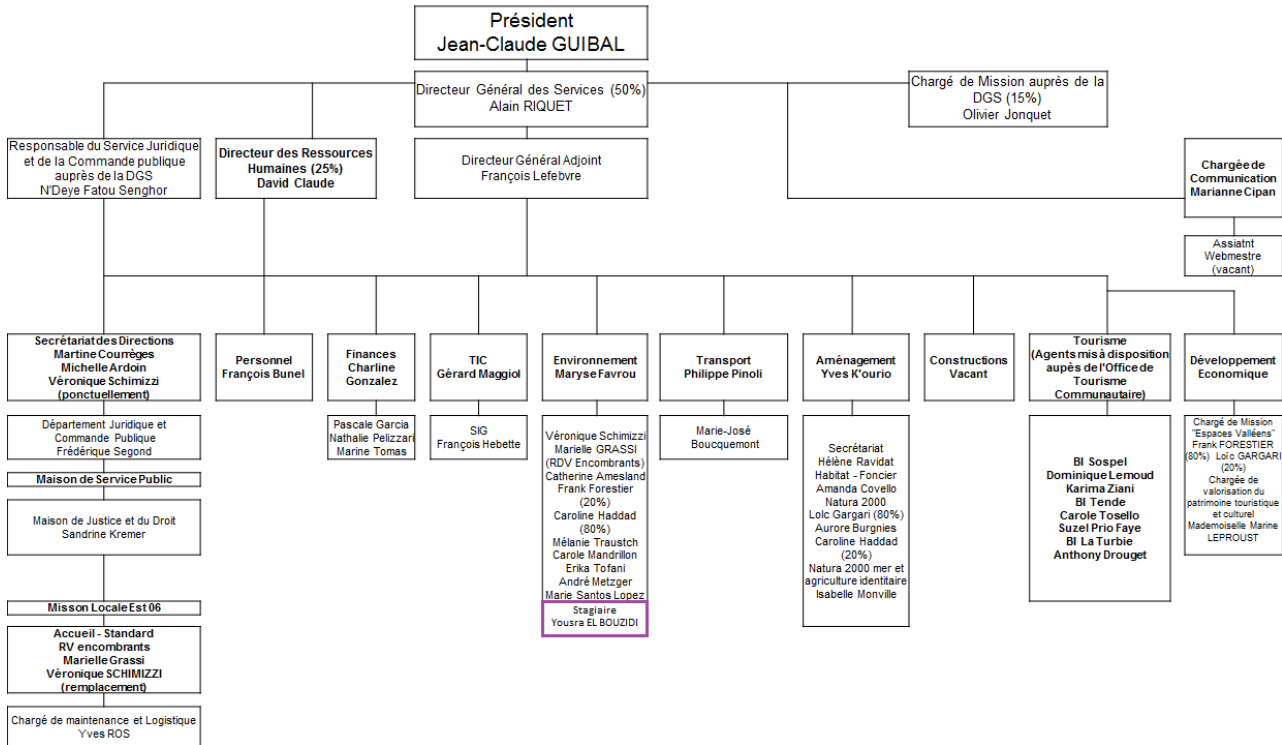 Président
Jean-Claude GUIBAL
Directeur Général des Services (50%)
Alain RIQUET
Chargé de Mission auprès de la
DGS (15%)
Olivier Jonquet
Responsable du Service Juridique
et de la Commande publique
auprès de la DGS
N'Deye Fatou Senghor
Directeur des Ressources
Humaines (25%)
David Claude
Directeur Général Adjoint
François Lefebvre
Chargée de
Communication
Marianne Cipan
Assiatnt
Webmestre
(vacant)
Secrétariat des Directions
Martine Courrèges
Michelle Ardoin
Véronique Schimizzi
(ponctuellement)
Personnel
François Bunel
Finances
Charline
Gonzalez
TIC
Gérard Maggiol
Environnement
Maryse Favrou
Transport
Philippe Pinoli
Aménagement
Yves K'ourio
Constructions
Vacant
Tourisme
(Agents mis à disposition
aupès de l'Office de
Tourisme
Communautaire)
Développement
Economique
Département Juridique et
Commande Publique
Frédérique Segond
Pascale Garcia
Nathalie Pelizzari
Marine Tomas
SIG
François Hebette
Véronique Schimizzi
Marielle GRASSI
(RDV Encombrants)
Catherine Amesland
Frank Forestier
(20%)
Caroline Haddad
(80%)
Mélanie Traustch
Carole Mandrillon
Erika Tofani
André Metzger
Marie Santos Lopez
Stagiaire
Yousra EL BOUZIDI
Marie-José
Boucquemont
Secrétariat
Hélène Ravidat
Habitat - Foncier
Amanda Covello
Natura 2000
Loïc Gargari (80%)
Aurore Burgnies
Caroline Haddad
(20%)
Natura 2000 mer et
agriculture identitaire
Isabelle Monville
BI Sospel
Dominique Lemoud
Karima Ziani
BI Tende
Carole Tosello
Suzel Prio Faye
BI La Turbie
Anthony Drouget
Chargé de Mission
"Espaces Valléens"
Frank FORESTIER
(80%) Loïc GARGARI
(20%)
Chargée de
valorisation du
patrimoine touristique
et culturel
Mademoiselle Marine
LEPROUST
Maison de Service Public
Maison de Justice et du Droit
Sandrine Kremer
Misson Locale Est 06
Accueil - Standard
RV encombrants
Marielle Grassi
Véronique SCHIMIZZI
(remplacement)
Chargé de maintenance et Logistique
Yves ROS